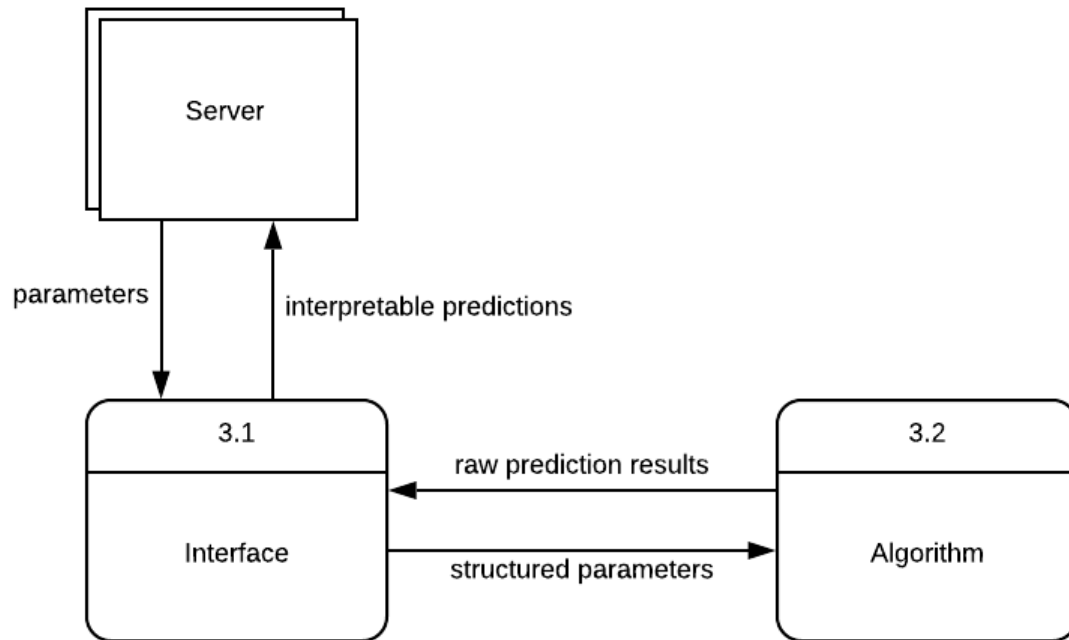 Server
parameters
interpretable predictions
3.1
3.2
raw prediction results
Interface
Algorithm
structured parameters